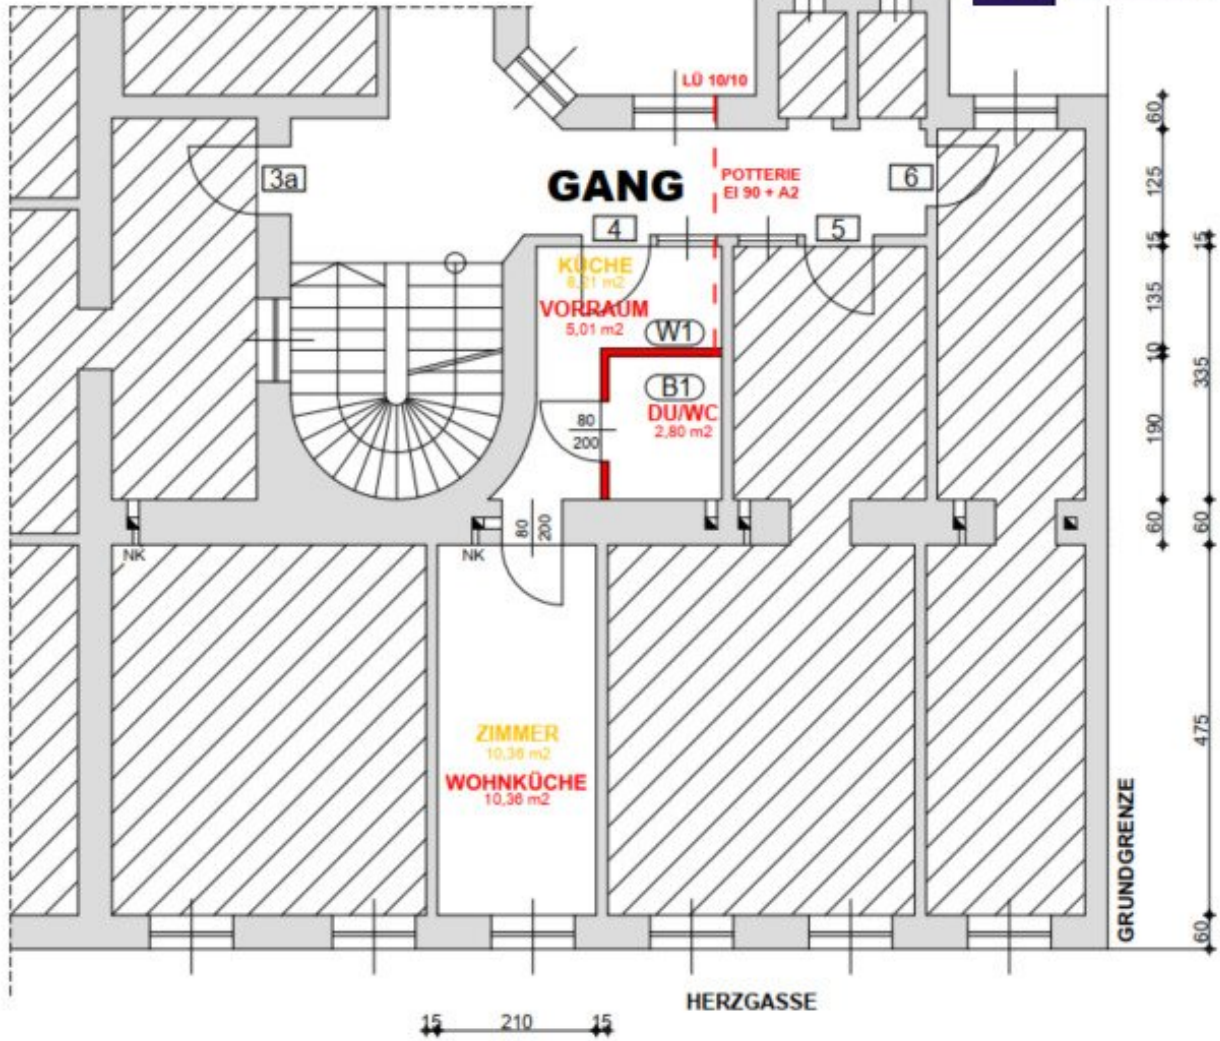 LÜ 10/10
60
3a
GANG
POTTERIE
EI 90 + A2
6
125
4
5
15
15
KÜCHE
8,21 m2
VORRAUM
5,01 m2
W1
135
10
335
B1
DU/WC
2,80 m2
80
200
190
80
200
60
60
NK
NK
ZIMMER
10,36 m2
WOHNKÜCHE
10,36 m2
475
GRUNDGRENZE
60
HERZGASSE
15
210
15